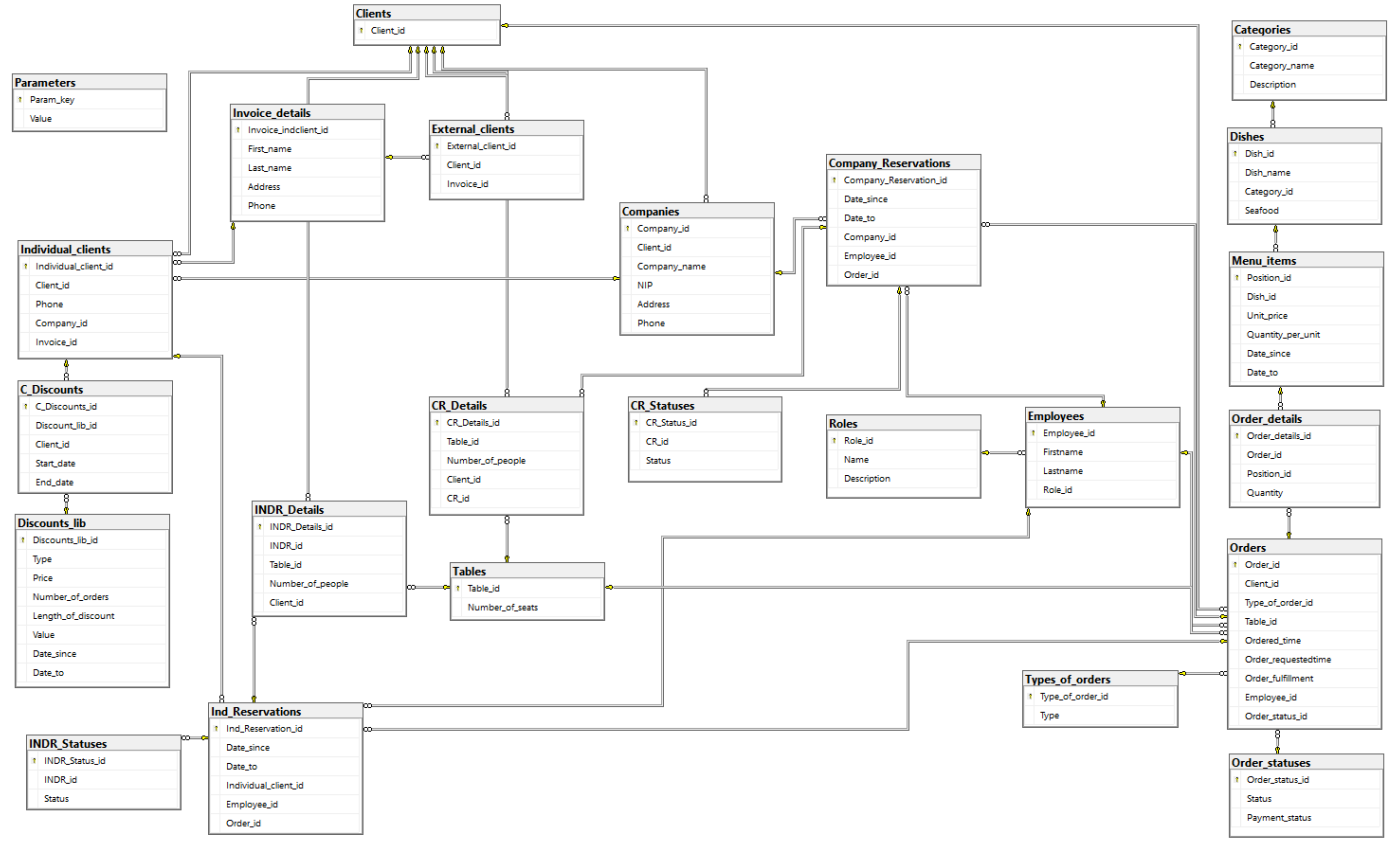 Clients
Client_id
Categories
Category_id
Category_name
Description
Parameters
Param_key
Value
Invoice_details
Invoice_indclient_id
First_name
Last_name
Address
Phone
External_clients
External_client_id
Client_id
Invoice_id
Dishes
Dish_id
Dish_name
Category_id
Seafood
Company_Reservations
Company_Reservation_id
Date_since
Date_to
Company_id
Employee_id
Order_id
Companies
Company_id
Client_id
Company_name
NIP
Address
Phone
Individual_clients
Individual_client_id
Client_id
Phone
Company_id
Invoice_id
Menu_items
Position_id
Dish_id
Unit_price
Quantity_per_unit
Date_since
Date_to
C_Discounts
C_Discounts_id
Discount_lib_id
Client_id
Start_date
End_date
CR_Details
CR_Details_id
Table_id
Number_of_people
Client_id
CR_id
CR_Statuses
CR_Status_id
CR_id
Status
Roles
Role_id
Name
Description
Employees
Employee_id
Firstname
Lastname
Role_id
Order_details
Order_details_id
Order_id
Position_id
Quantity
Discounts_lib
Discounts_lib_id
Type
Price
Number_of_orders
Length_of_discount
Value
Date_since
Date_to
INDR_Details
INDR_Details_id
INDR_id
Table_id
Number_of_people
Client_id
Tables
Table_id
Number_of_seats
Orders
Order_id
Client_id
Type_of_order_id
Table_id
Ordered_time
Order_requestedtime
Order_fulfillment
Employee_id
Order_status_id
Types_of_orders
Type_of_order_id
Type
Ind_Reservations
Ind_Reservation_id
Date_since
Date_to
Individual_client_id
Employee_id
Order_id
INDR_Statuses
INDR_Status_id
INDR_id
Status
Order_statuses
Order_status_id
Status
Payment_status